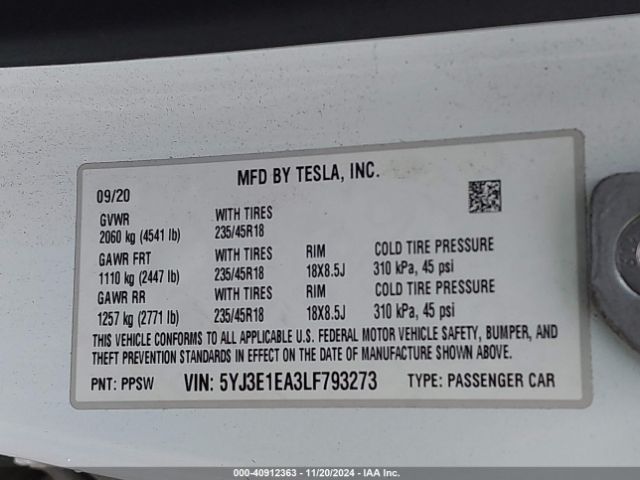 MFD BY TESLA, INC.
09/20
GVWR WITH TIRES
2060 kg (4541 lb) 235/45R18
GAWR FRT WITH TIRES RIM COLD TIRE PRESSURE
1110 kg (2447 lb) 235/45R18 18X8.5J 310 kPa, 45 psi
GAWR RR WITH TIRES RIM COLD TIRE PRESSURE
1257 kg (2771 lb) 235/45R18 18X8.5J 310 kPa, 45 psi
THIS VEHICLE CONFORMS TO ALL APPLICABLE U.S. FEDERAL MOTOR VEHICLE SAFETY, BUMPER, AND
THEFT PREVENTION STANDARDS IN EFFECT ON THE DATE OF MANUFACTURE SHOWN ABOVE.
PNT: PPSW VIN: 5YJ3E1EA3LF793273 TYPE: PASSENGER CAR
000-40912363 - 11/20/2024 - IAA Inc.